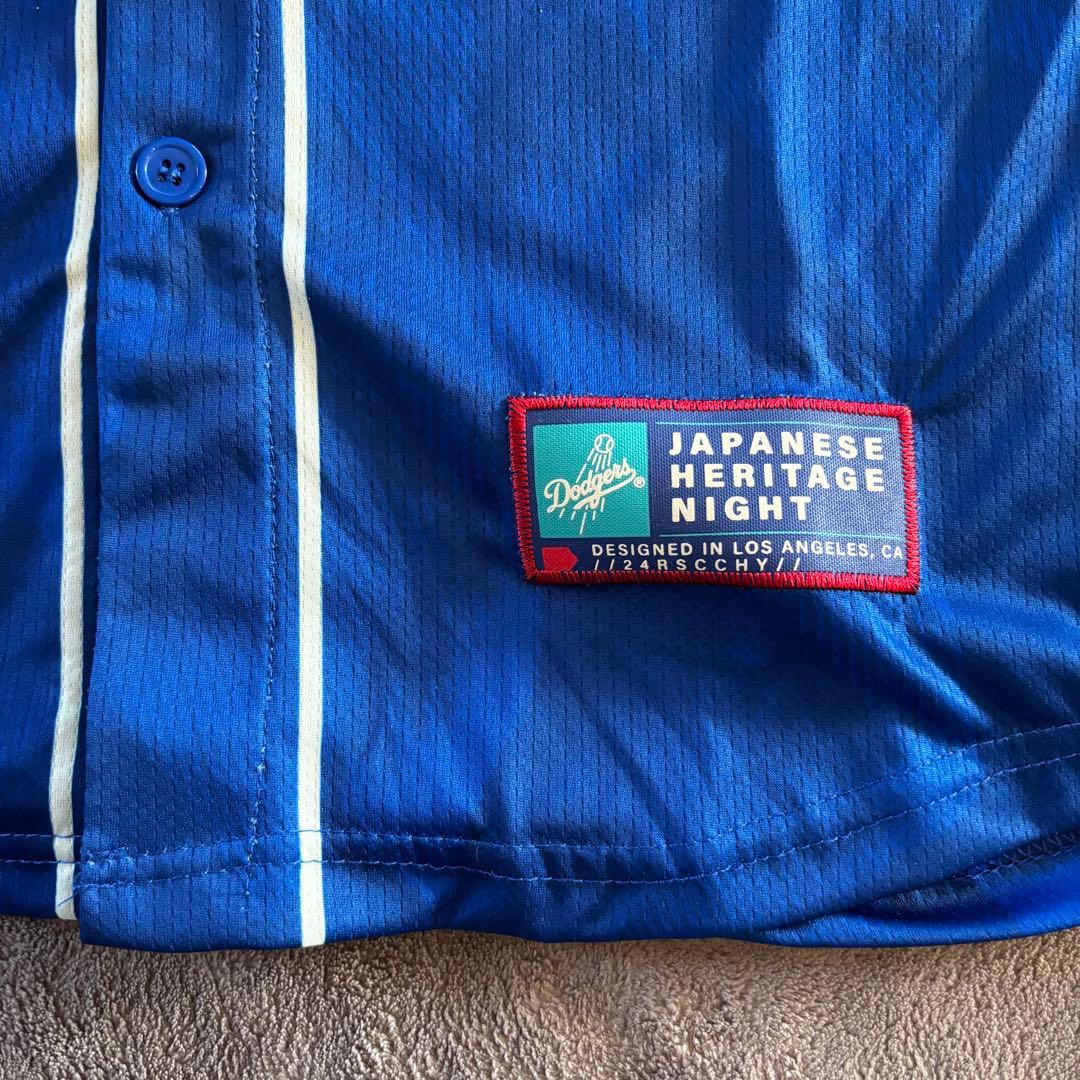 Dodgers®
JAPANESE
HERITAGE
NIGHT
DESIGNED IN LOS ANGELES, CA
//24RSCCHY//